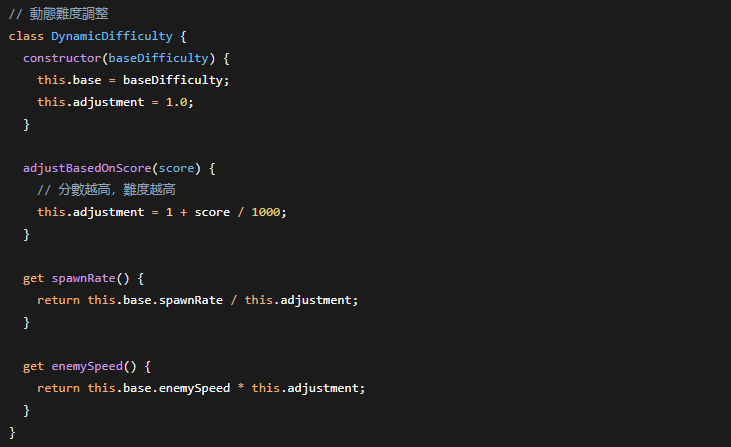 // 動態難度調整
class DynamicDifficulty {
  constructor(baseDifficulty) {
    this.base = baseDifficulty;
    this.adjustment = 1.0;
  }

  adjustBasedOnScore(score) {
    // 分數越高，難度越高
    this.adjustment = 1 + score / 1000;
  }

  get spawnRate() {
    return this.base.spawnRate / this.adjustment;
  }

  get enemySpeed() {
    return this.base.enemySpeed * this.adjustment;
  }
}